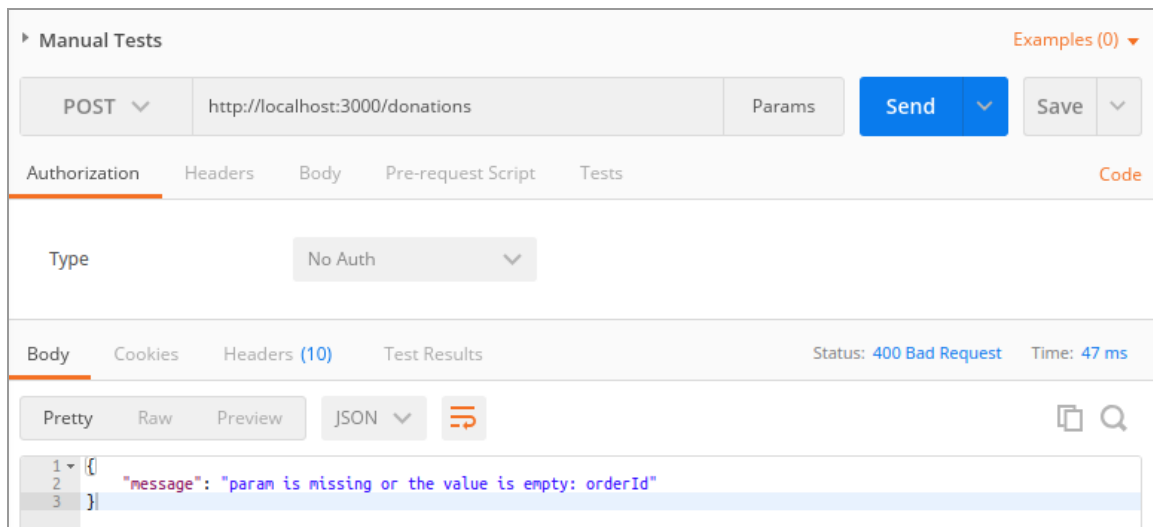 Manual Tests Examples (0)
POST http://localhost:3000/donations Params Send Save
Authorization Headers Body Pre-request Script Tests Code
Type No Auth
Body Cookies Headers (10) Test Results Status: 400 Bad Request Time: 47 ms
Pretty Raw Preview JSON
1 {
2 "message": "param is missing or the value is empty: orderId"
3 }